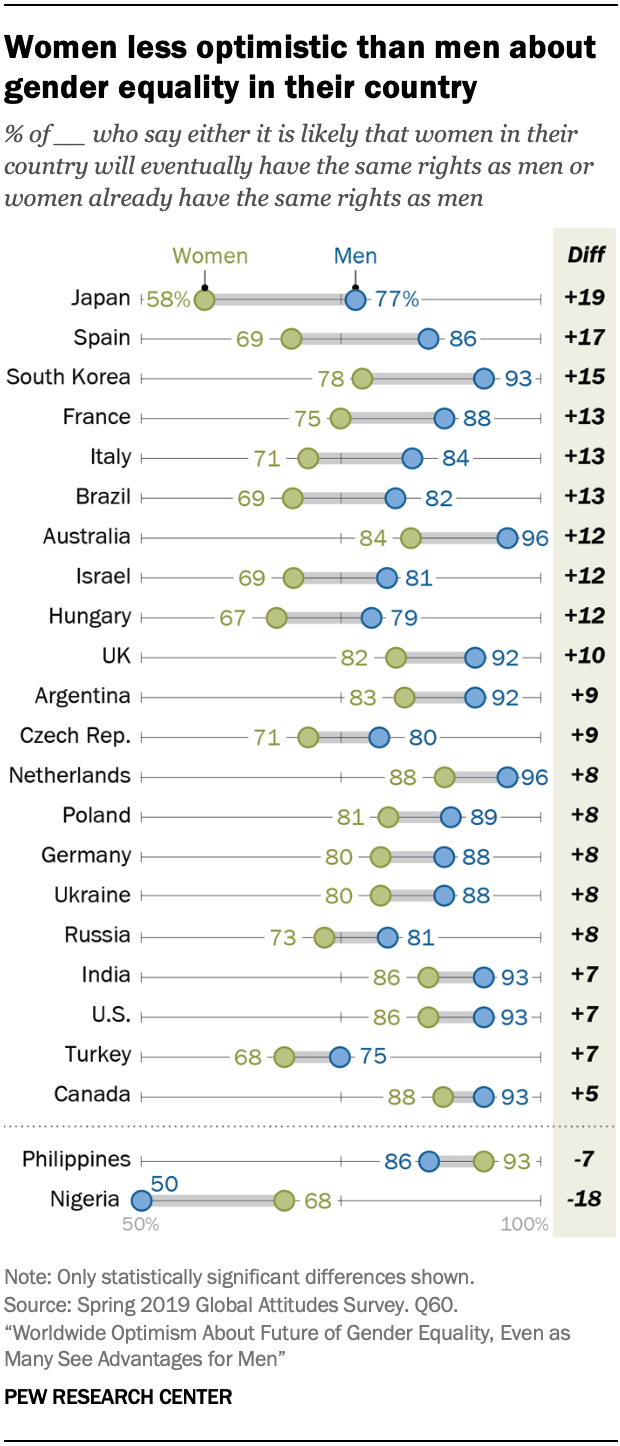 Women less optimistic than men about
gender equality in their country
% of __ who say either it is likely that women in their
country will eventually have the same rights as men or
women already have the same rights as men
Women Men Diff
Japan 58% 77% +19
Spain 69 86 +17
South Korea 78 93 +15
France 75 88 +13
Italy 71 84 +13
Brazil 69 82 +13
Australia 84 96 +12
Israel 69 81 +12
Hungary 67 79 +12
UK 82 92 +10
Argentina 83 92 +9
Czech Rep. 71 80 +9
Netherlands 88 96 +8
Poland 81 89 +8
Germany 80 88 +8
Ukraine 80 88 +8
Russia 73 81 +8
India 86 93 +7
U.S. 86 93 +7
Turkey 68 75 +7
Canada 88 93 +5
Philippines 86 93 -7
Nigeria 50 68 -18
50% 100%
Note: Only statistically significant differences shown.
Source: Spring 2019 Global Attitudes Survey. Q60.
“Worldwide Optimism About Future of Gender Equality, Even as
Many See Advantages for Men”
PEW RESEARCH CENTER